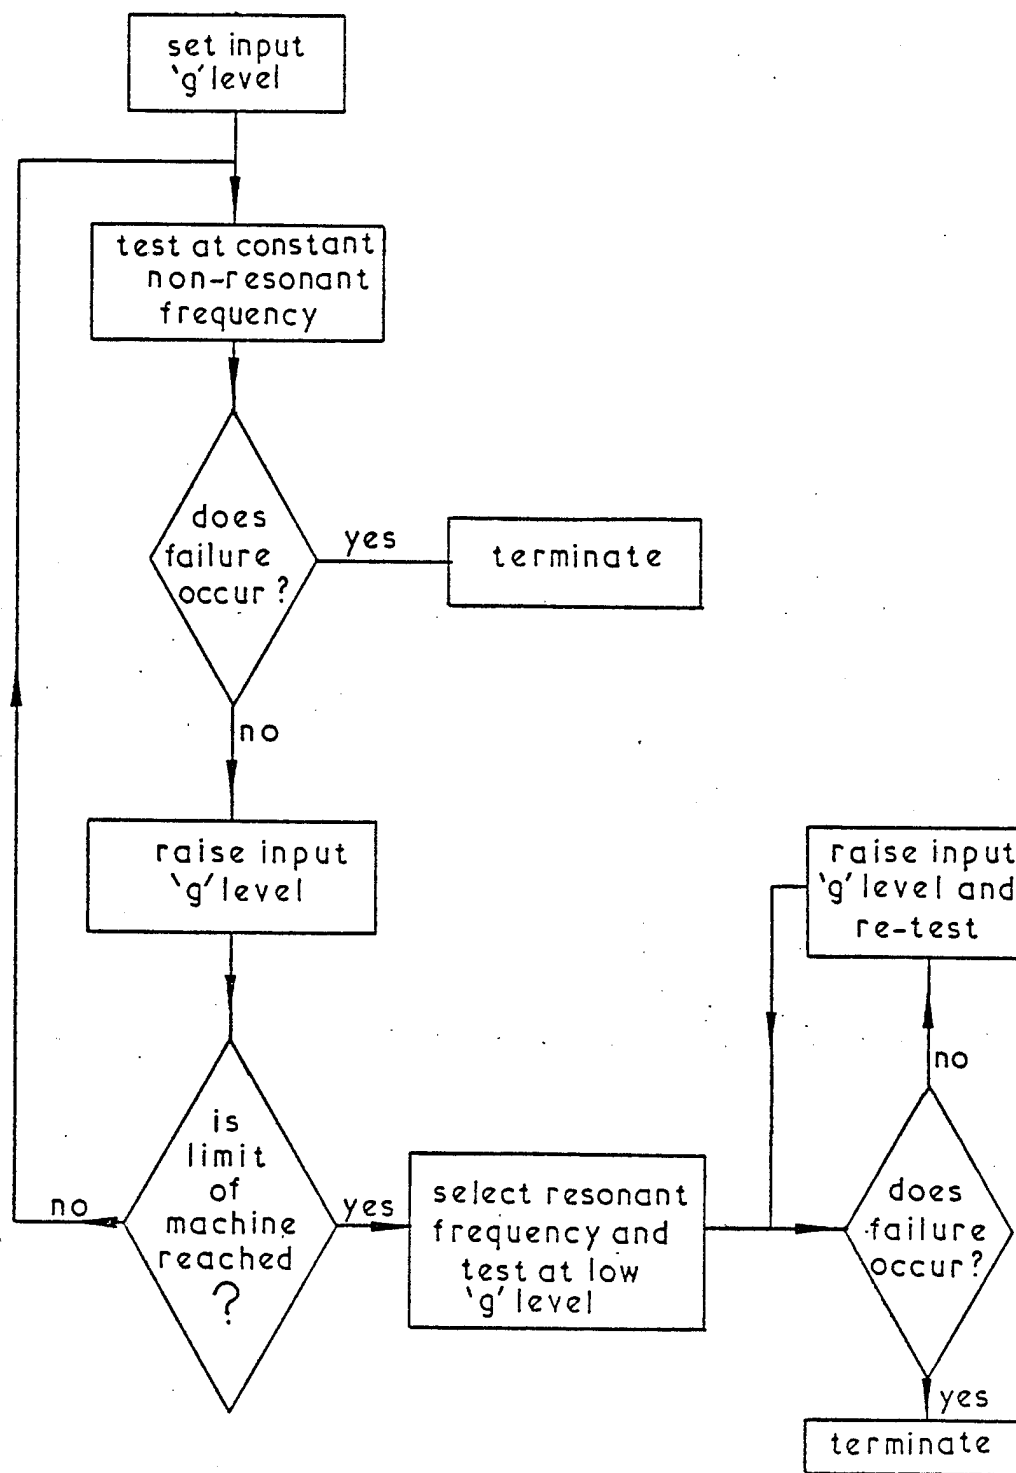 set input
'g' level
test at constant
non-resonant
frequency
does
failure
occur?
yes
terminate
no
raise input
'g' level
is
limit
of
machine
reached
?
no
yes
select resonant
frequency and
test at low
'g' level
raise input
'g' level and
re-test
no
does
failure
occur?
yes
terminate